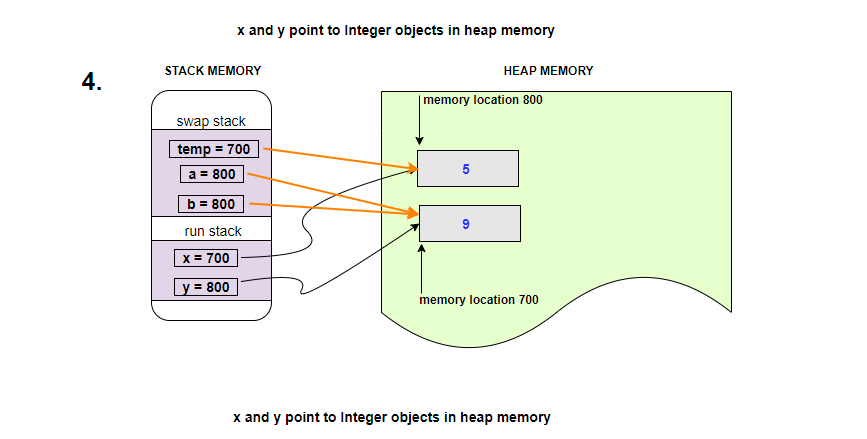 x and y point to Integer objects in heap memory
4.
STACK MEMORY
HEAP MEMORY
memory location 800
swap stack
temp = 700
5
a = 800
b = 800
9
run stack
x = 700
y = 800
memory location 700
x and y point to Integer objects in heap memory